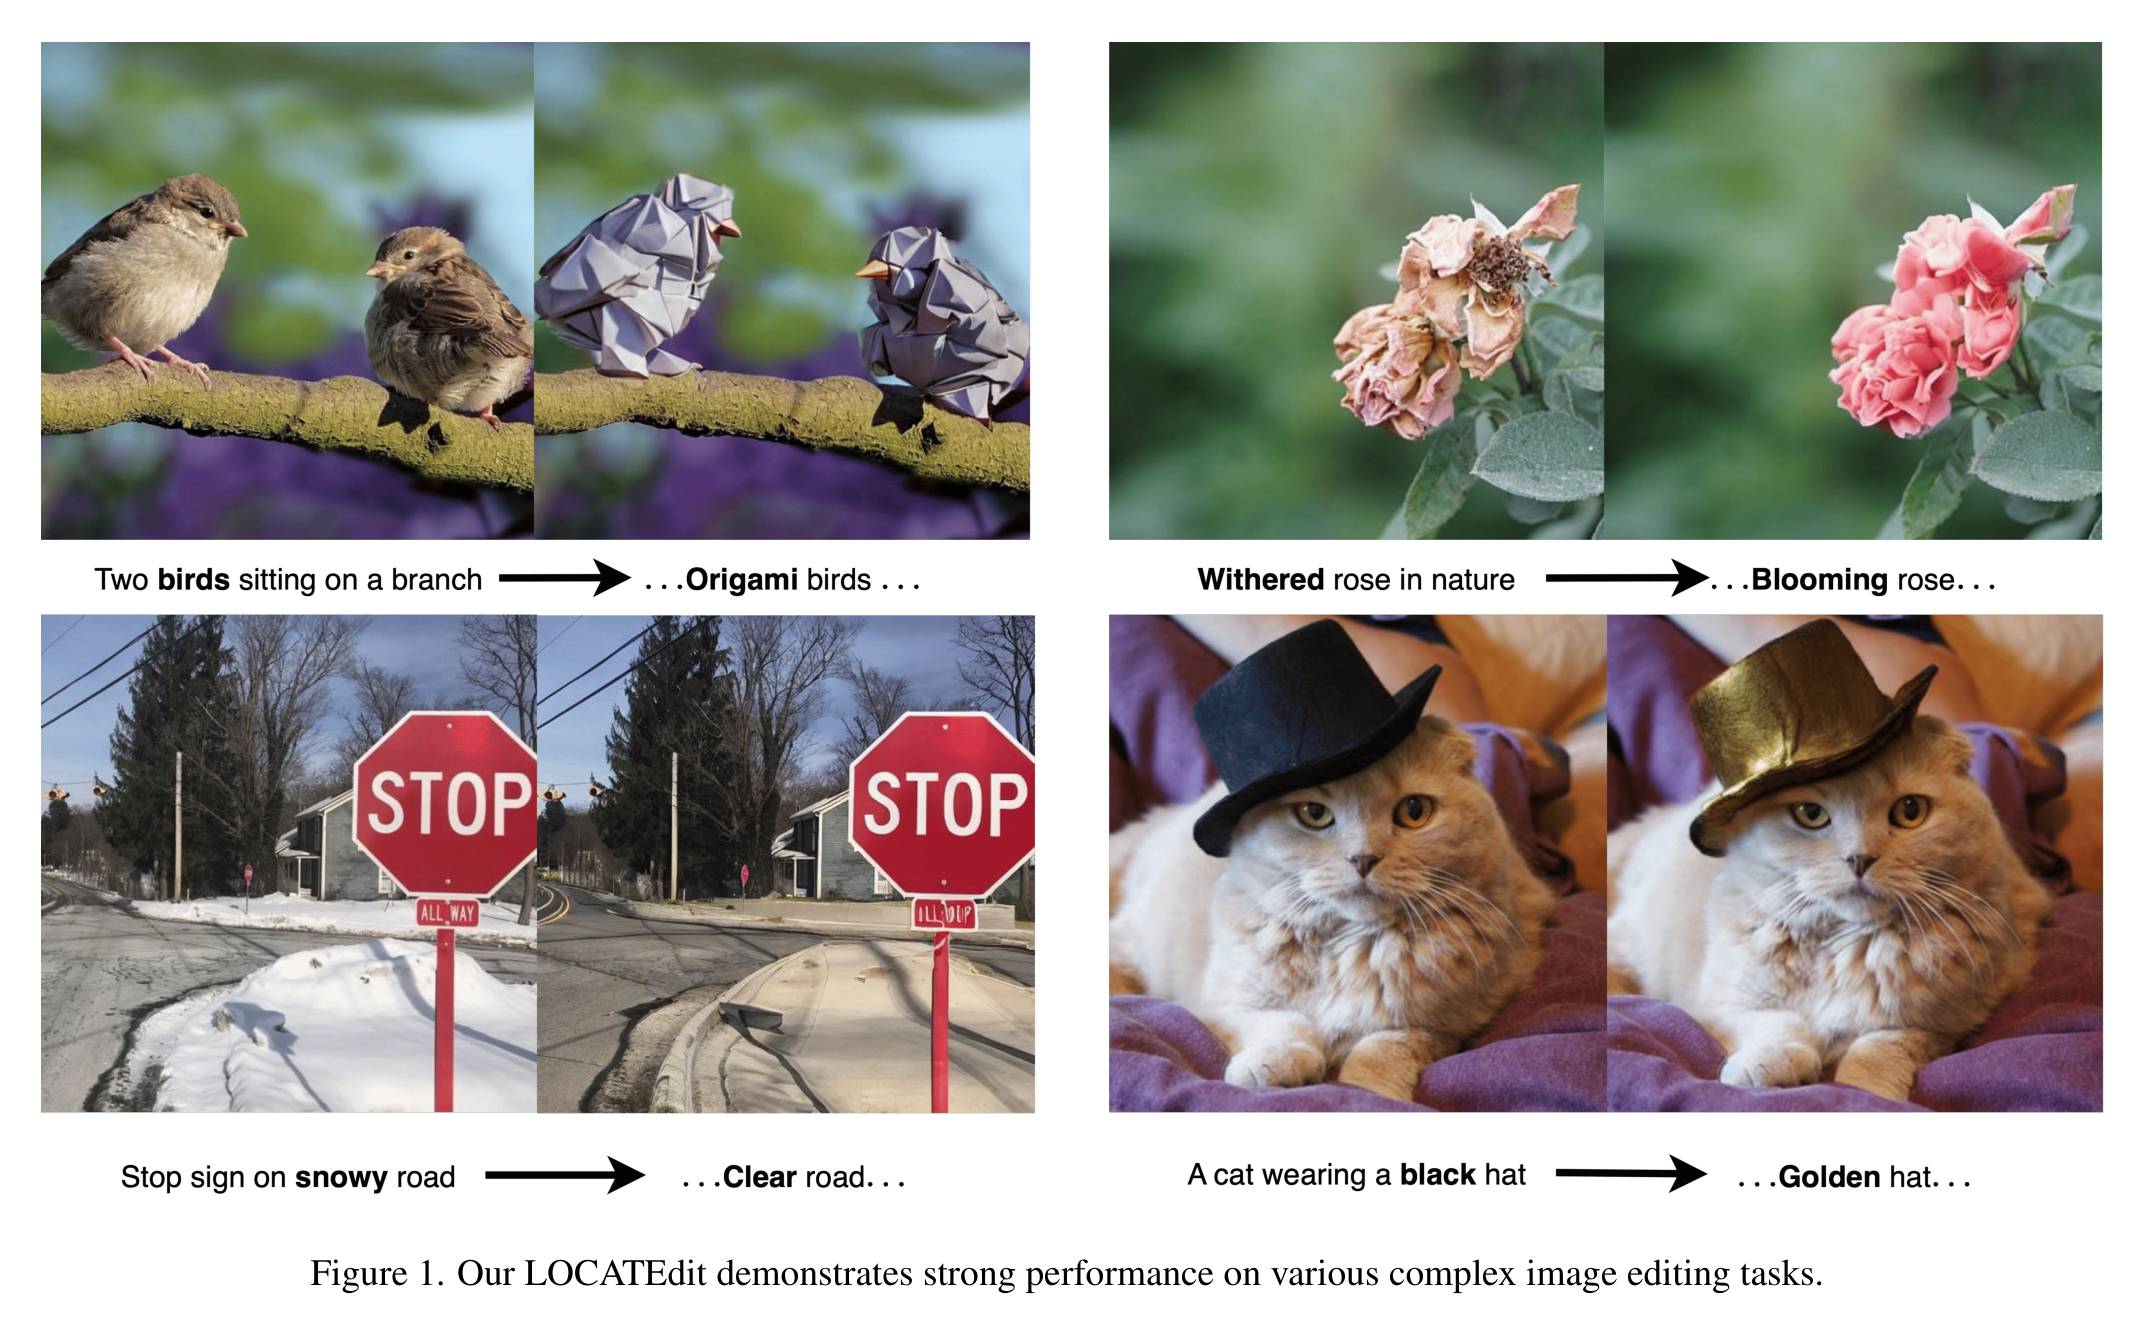 Two birds sitting on a branch
...Origami birds ...
Withered rose in nature
...Blooming rose...
STOP
ALL WAY
STOP
Stop sign on snowy road
...Clear road...
A cat wearing a black hat
...Golden hat...
Figure 1. Our LOCATEdit demonstrates strong performance on various complex image editing tasks.